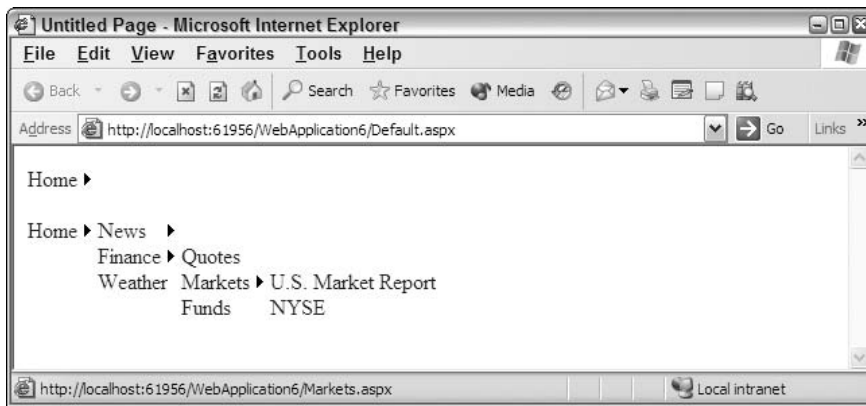 Untitled Page - Microsoft Internet Explorer
File Edit View Favorites Tools Help
Back Search Favorites Media
Address http://localhost:61956/WebApplication6/Default.aspx Go Links »
Home
Home News
Finance Quotes
Weather Markets U.S. Market Report
Funds NYSE
http://localhost:61956/WebApplication6/Markets.aspx Local intranet